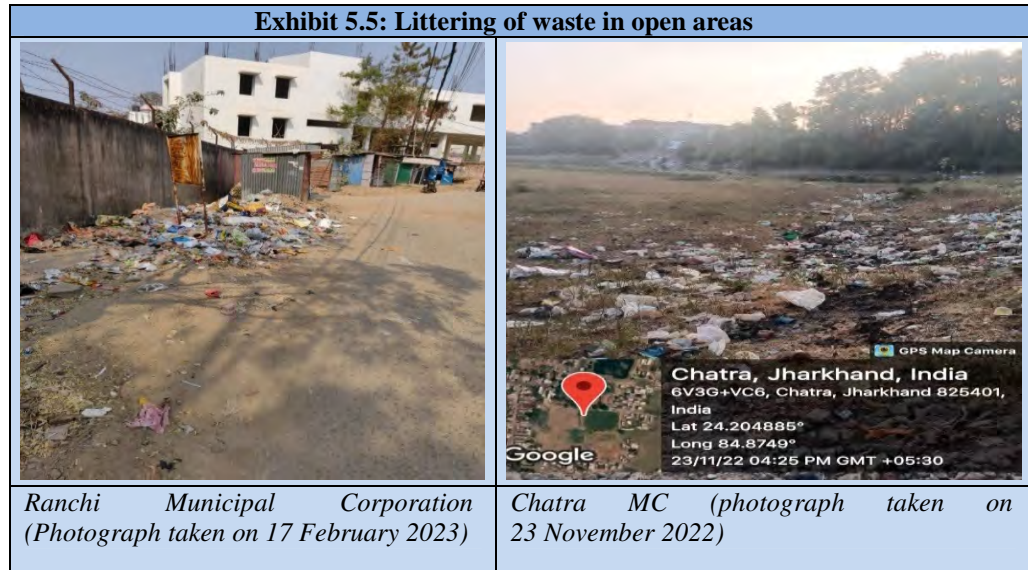 Exhibit 5.5: Littering of waste in open areas
GPS Map Camera
Chatra, Jharkhand, India
6V3G+VC6, Chatra, Jharkhand 825401,
India
Lat 24.204885°
Long 84.8749°
23/11/22 04:25 PM GMT +05:30
Google
Ranchi Municipal Corporation
(Photograph taken on 17 February 2023)
Chatra MC (photograph taken on
23 November 2022)